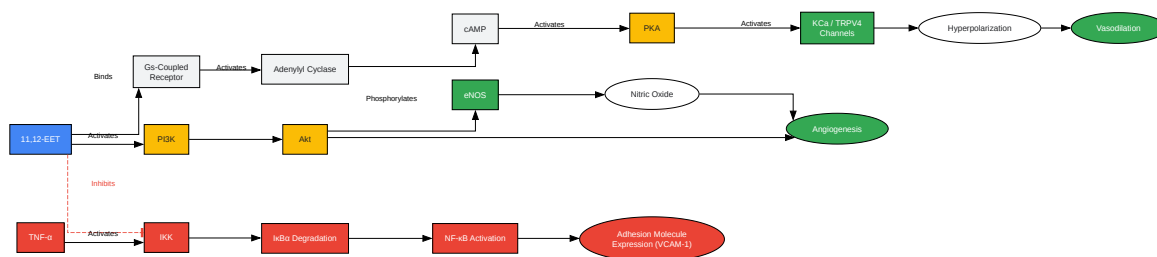 cAMP
Activates
PKA
Activates
KCa / TRPV4
Channels
Hyperpolarization
Vasodilation
Binds
Gs-Coupled
Receptor
Activates
Adenylyl Cyclase
Phosphorylates
eNOS
Nitric Oxide
11,12-EET
Activates
PI3K
Akt
Angiogenesis
Inhibits
TNF-α
Activates
IKK
IκBα Degradation
NF-κB Activation
Adhesion Molecule
Expression (VCAM-1)